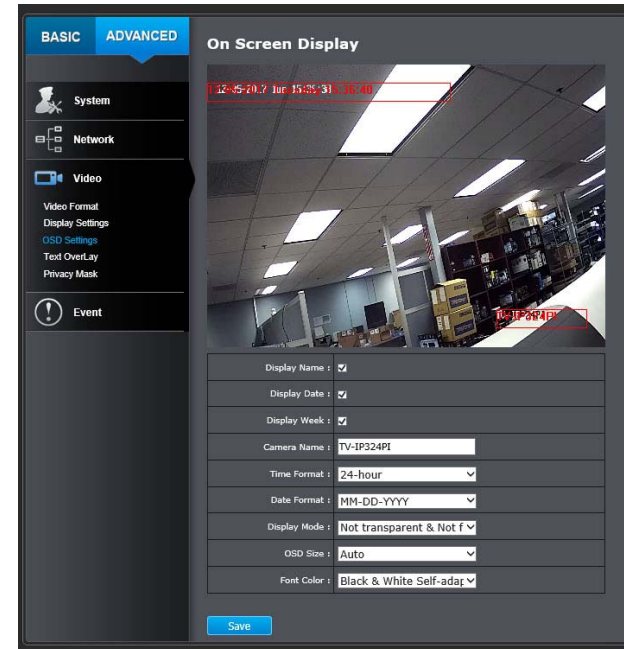 BASIC ADVANCED
On Screen Display
System
Network
Video
Video Format
Display Settings
OSD Settings
Text OverLay
Privacy Mask
Event
Display Name :
Display Date :
Display Week :
Camera Name : TV-IP324PI
Time Format : 24-hour
Date Format : MM-DD-YYYY
Display Mode : Not transparent & Not f
OSD Size : Auto
Font Color : Black & White Self-adap
Save